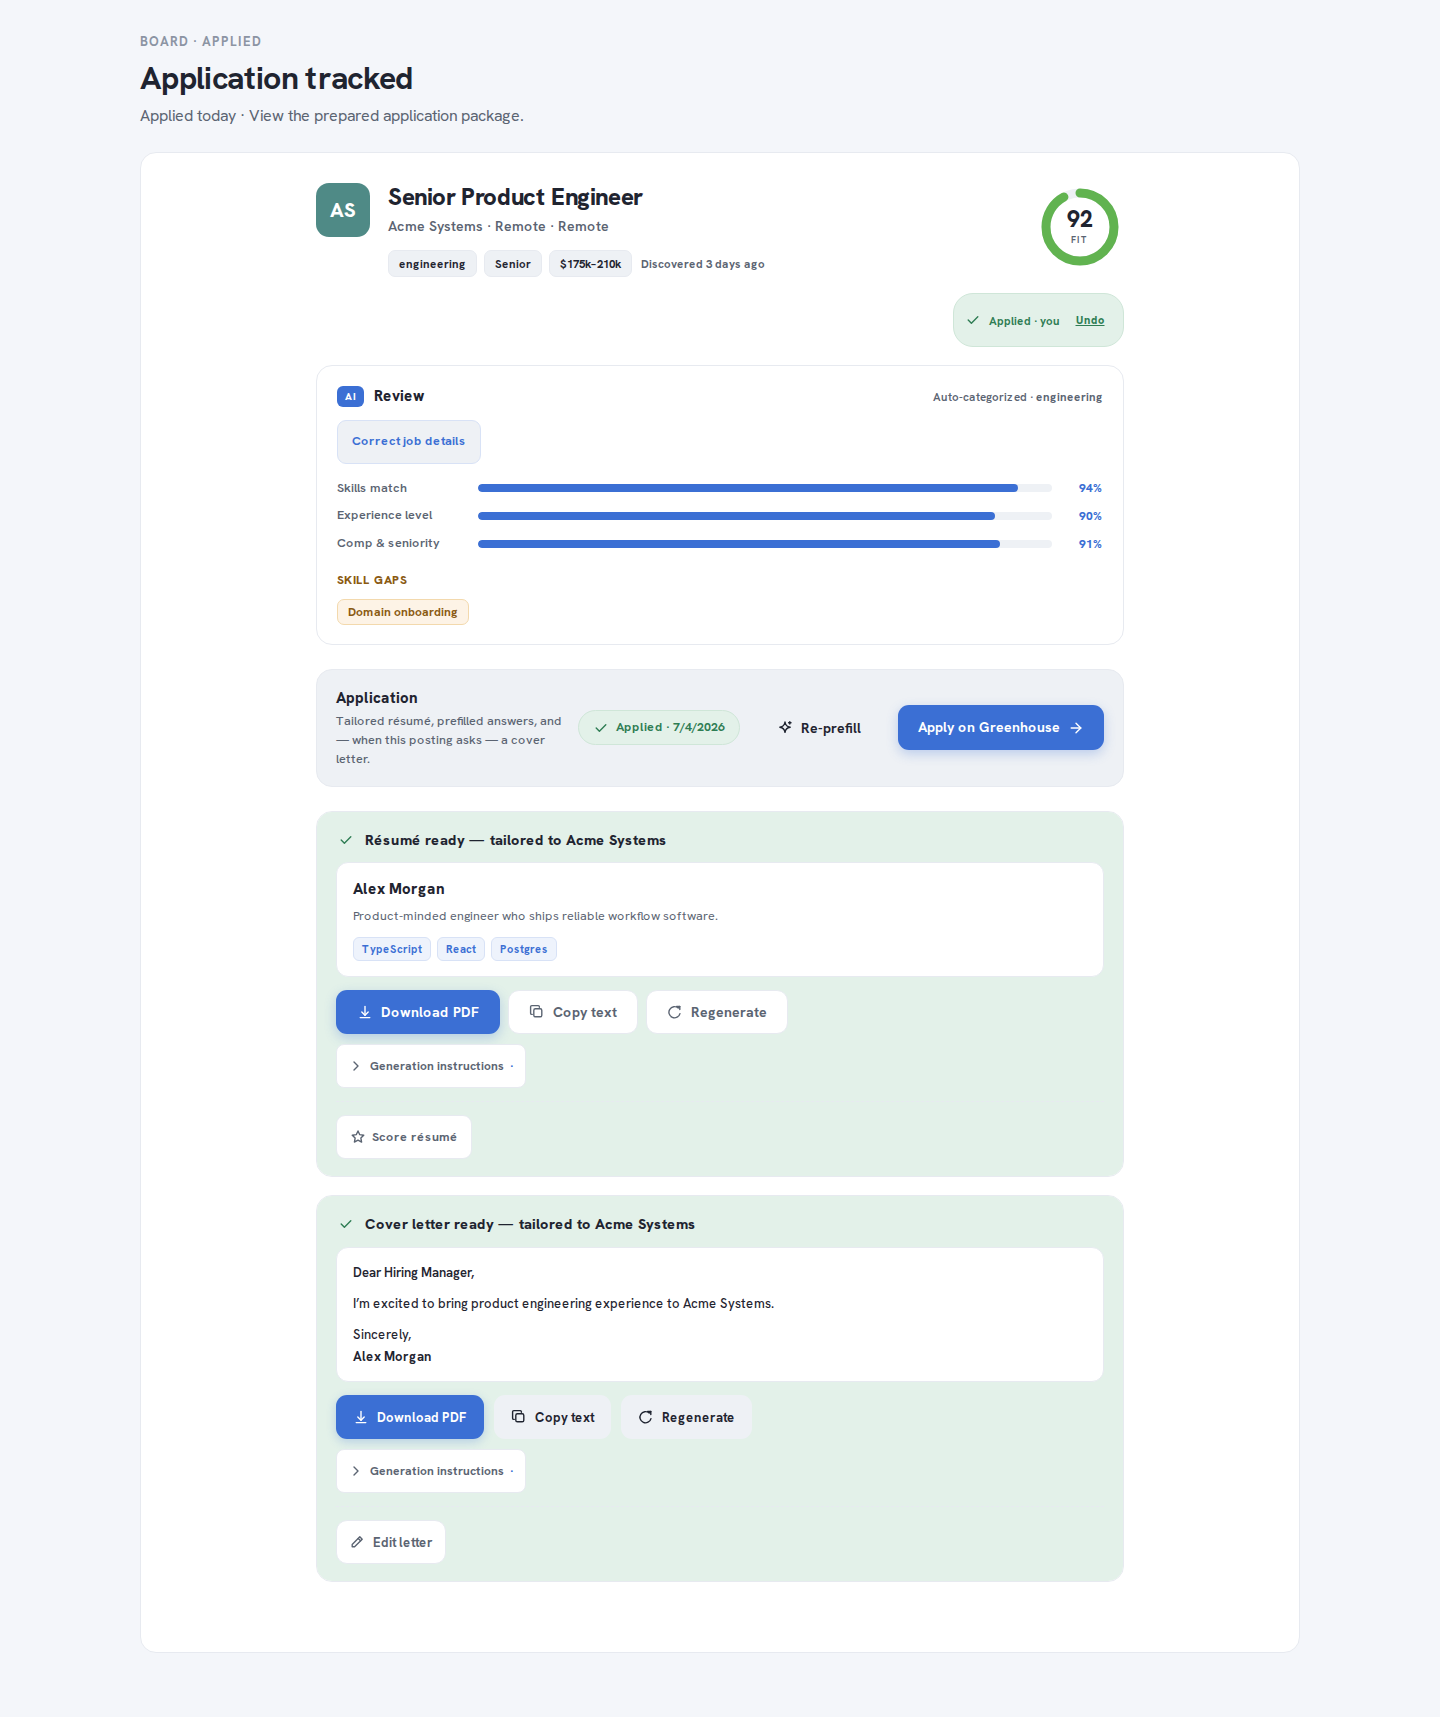 BOARD · APPLIED
Application tracked
Applied today · View the prepared application package.
AS
Senior Product Engineer
Acme Systems · Remote · Remote
engineering
Senior
$175k–210k
Discovered 3 days ago
92
FIT
Applied · you
Undo
AI
Review
Auto-categorized · engineering
Correct job details
Skills match
94%
Experience level
90%
Comp & seniority
91%
SKILL GAPS
Domain onboarding
Application
Tailored résumé, prefilled answers, and
— when this posting asks — a cover
letter.
Applied · 7/4/2026
Re-prefill
Apply on Greenhouse
Résumé ready — tailored to Acme Systems
Alex Morgan
Product-minded engineer who ships reliable workflow software.
TypeScript
React
Postgres
Download PDF
Copy text
Regenerate
Generation instructions ·
Score résumé
Cover letter ready — tailored to Acme Systems
Dear Hiring Manager,
I’m excited to bring product engineering experience to Acme Systems.
Sincerely,
Alex Morgan
Download PDF
Copy text
Regenerate
Generation instructions ·
Edit letter